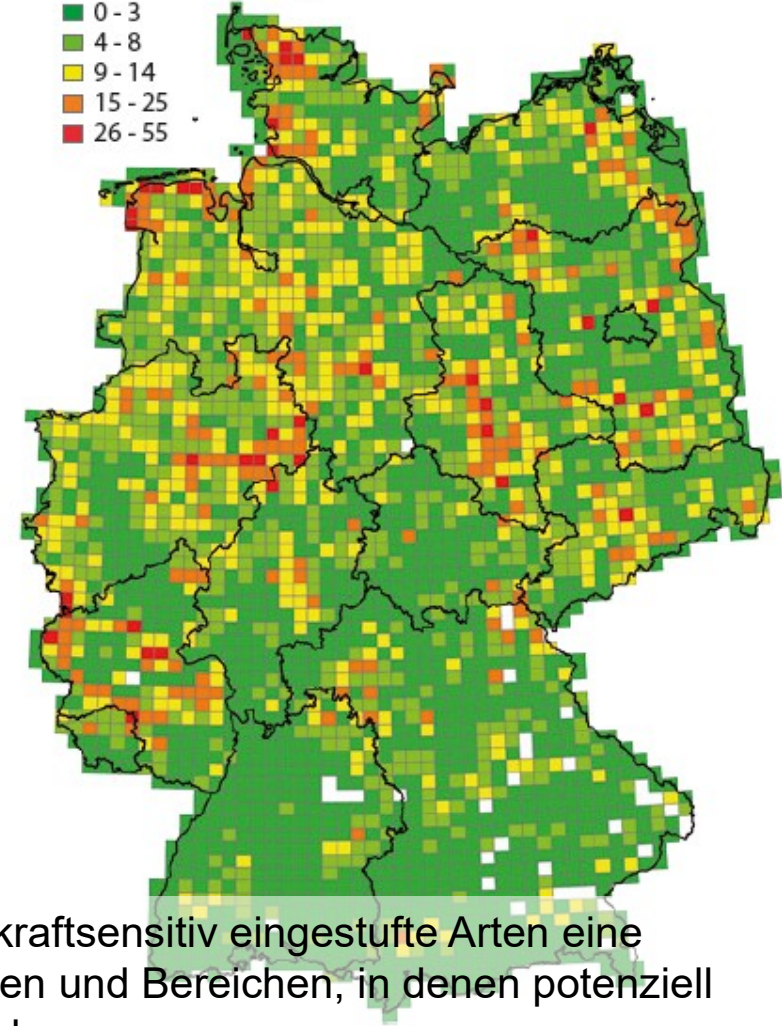 0 - 3
4 - 8
9 - 14
15 - 25
26 - 55
kraftsensitiv eingestufte Arten eine
en und Bereichen, in denen potenziell